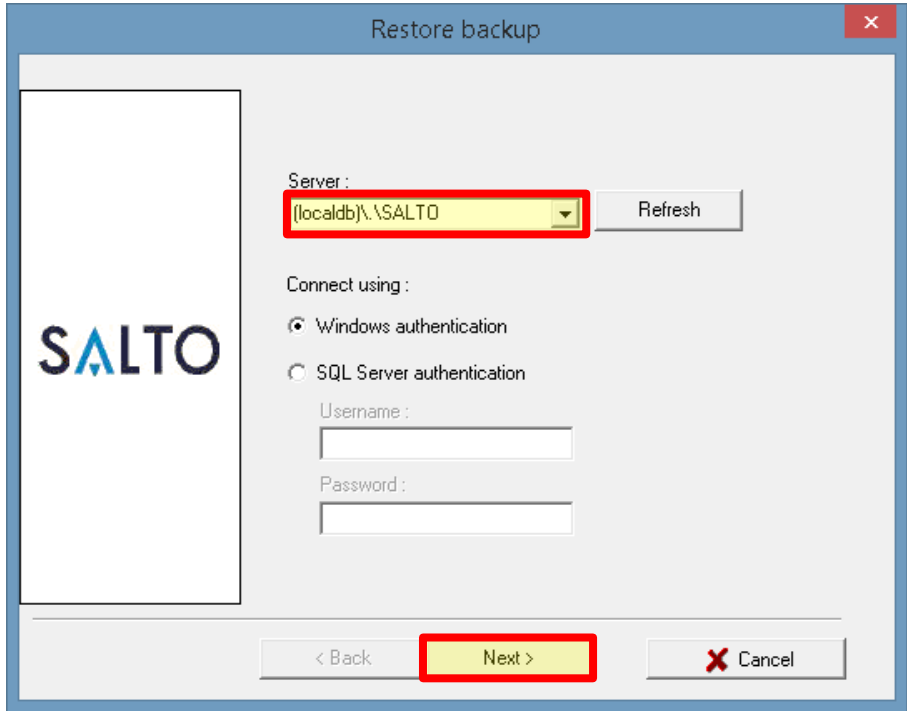 Restore backup
x
SALTO
Server :
(localdb)\.\SALTO
Refresh
Connect using :
Windows authentication
SQL Server authentication
Username :
Password :
< Back
Next >
Cancel